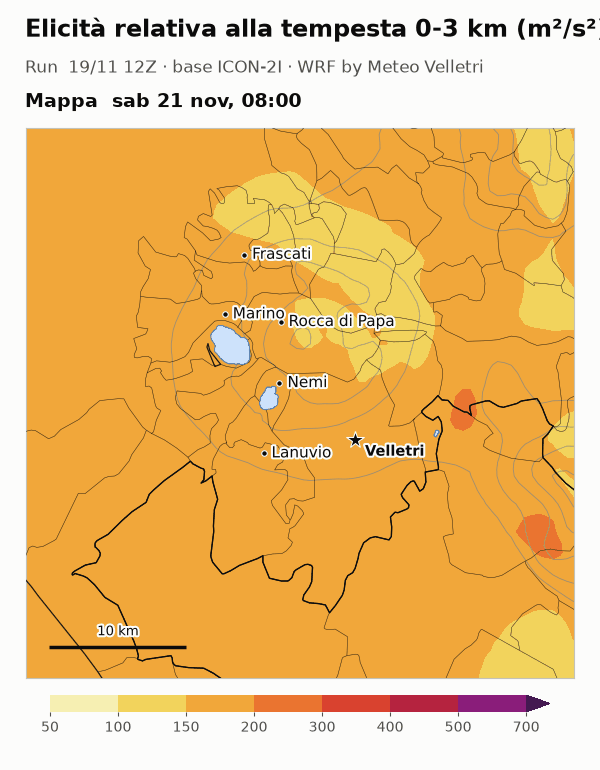 Elicità relativa alla tempesta 0-3 km (m²/s²)
Run 19/11 12Z · base ICON-2I · WRF by Meteo Velletri
Mappa sab 21 nov, 08:00
Frascati
Marino
Rocca di Papa
Nemi
Velletri
Lanuvio
10 km
50 100 150 200 300 400 500 700